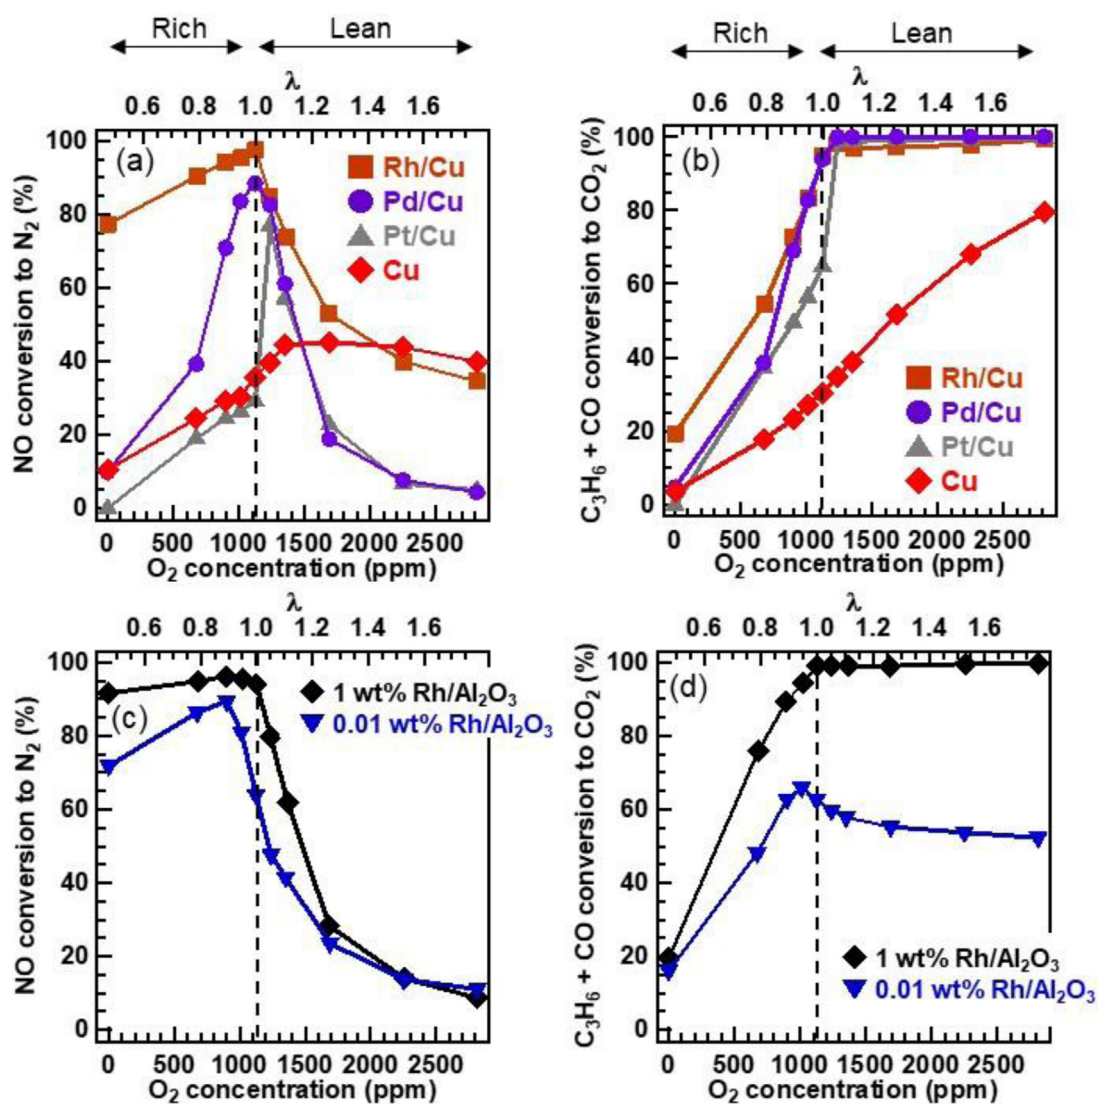 Rich Lean
λ
0.6 0.8 1.0 1.2 1.4 1.6
(a)
Rh/Cu
Pd/Cu
Pt/Cu
Cu
NO conversion to N₂ (%)
100
80
60
40
20
0
0 500 1000 1500 2000 2500
O₂ concentration (ppm)
Rich Lean
λ
0.6 0.8 1.0 1.2 1.4 1.6
(b)
C₃H₆ + CO conversion to CO₂ (%)
100
80
60
40
20
0
Rh/Cu
Pd/Cu
Pt/Cu
Cu
0 500 1000 1500 2000 2500
O₂ concentration (ppm)
λ
0.6 0.8 1.0 1.2 1.4 1.6
1 wt% Rh/Al₂O₃
(c)
0.01 wt% Rh/Al₂O₃
NO conversion to N₂ (%)
100
80
60
40
20
0
0 500 1000 1500 2000 2500
O₂ concentration (ppm)
λ
0.6 0.8 1.0 1.2 1.4 1.6
(d)
C₃H₆ + CO conversion to CO₂ (%)
100
80
60
40
20
0
1 wt% Rh/Al₂O₃
0.01 wt% Rh/Al₂O₃
0 500 1000 1500 2000 2500
O₂ concentration (ppm)